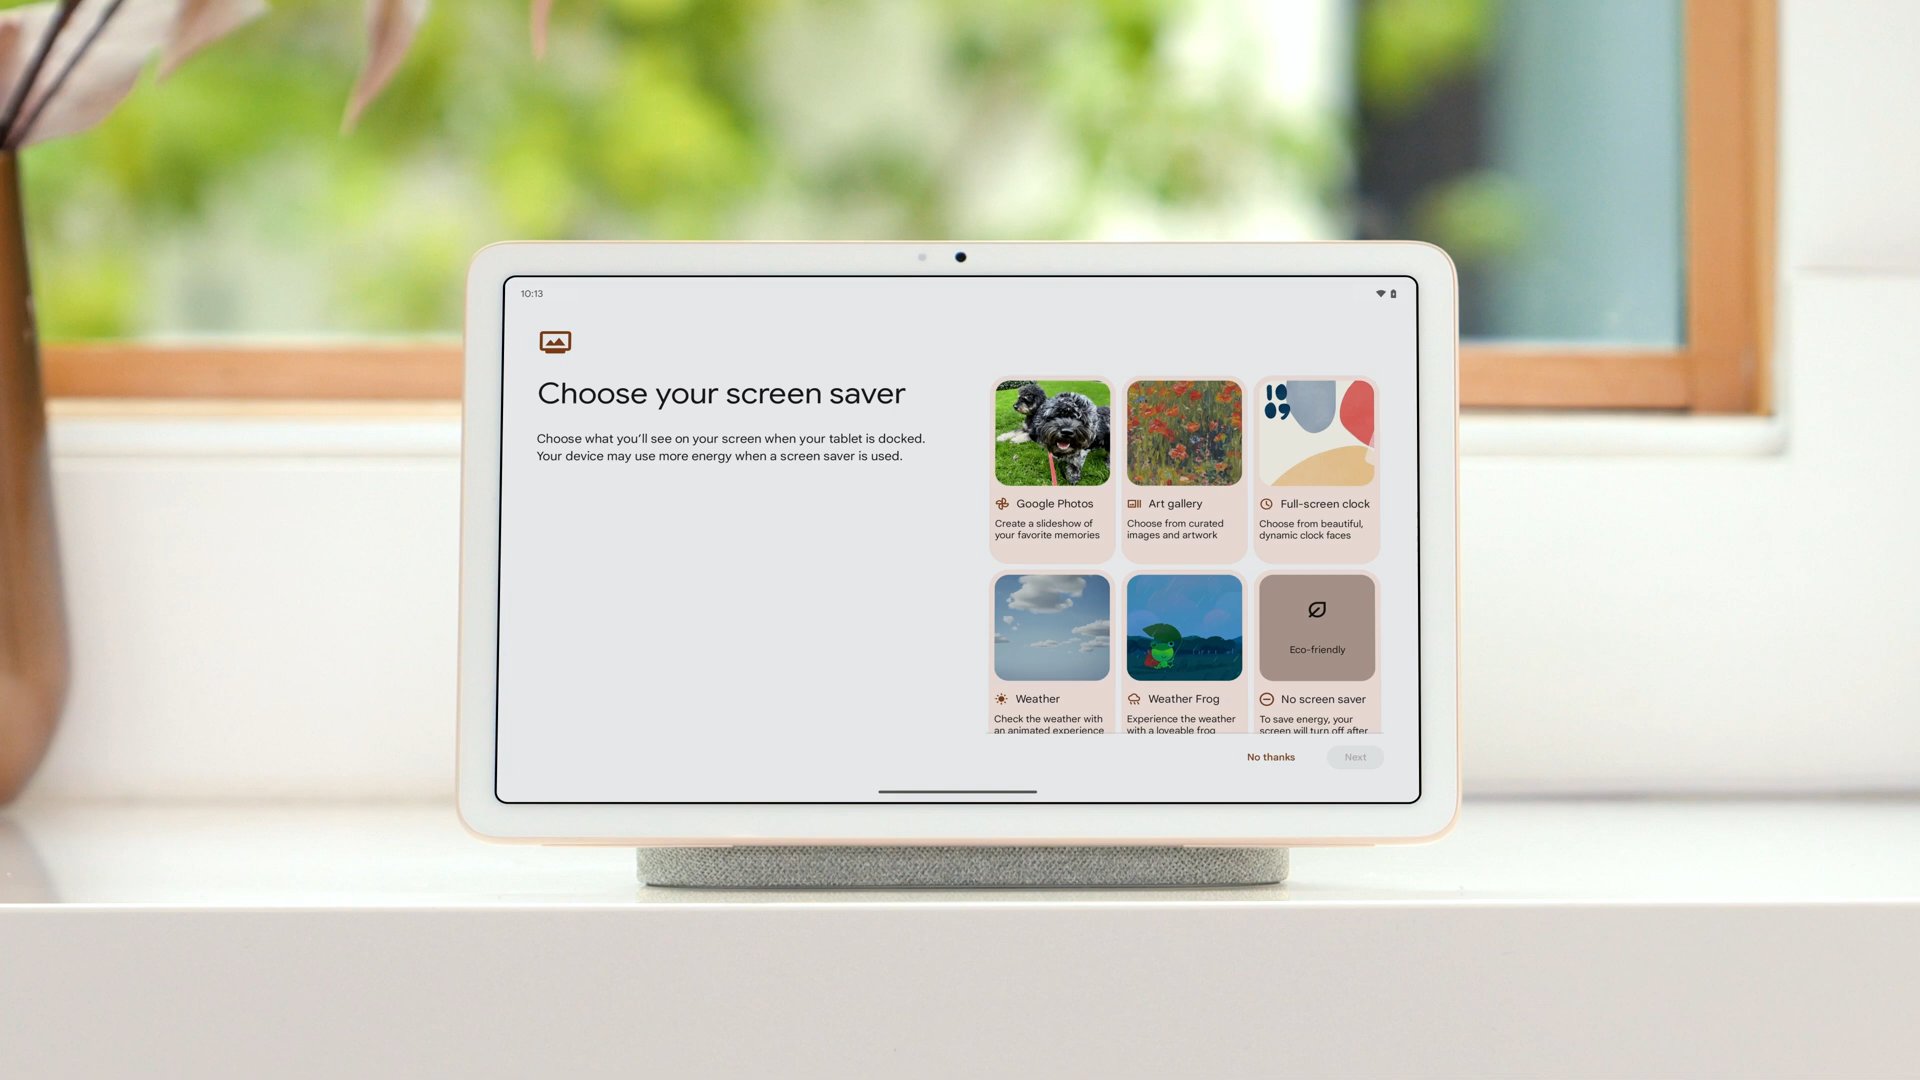 10:13
Choose your screen saver
Choose what you’ll see on your screen when your tablet is docked.
Your device may use more energy when a screen saver is used.
10
09
Google Photos
Create a slideshow of
your favorite memories
Art gallery
Choose from curated
images and artwork
Full-screen clock
Choose from beautiful,
dynamic clock faces
Weather
Check the weather with
an animated experience
Weather Frog
Experience the weather
with a loveable frog
Eco-friendly
No screen saver
To save energy, your
screen will turn off after
No thanks
Next